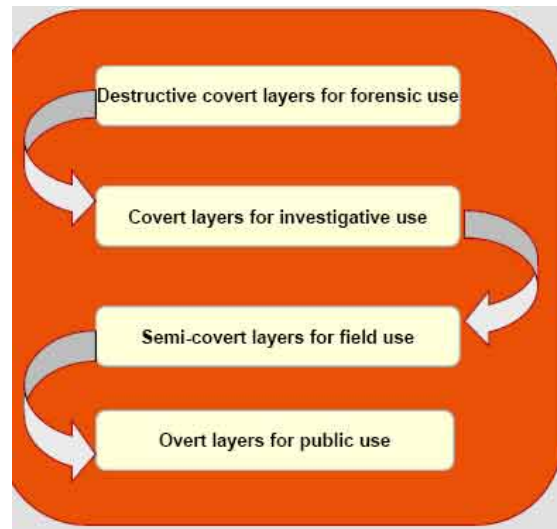 Destructive covert layers for forensic use
Covert layers for investigative use
Semi-covert layers for field use
Overt layers for public use